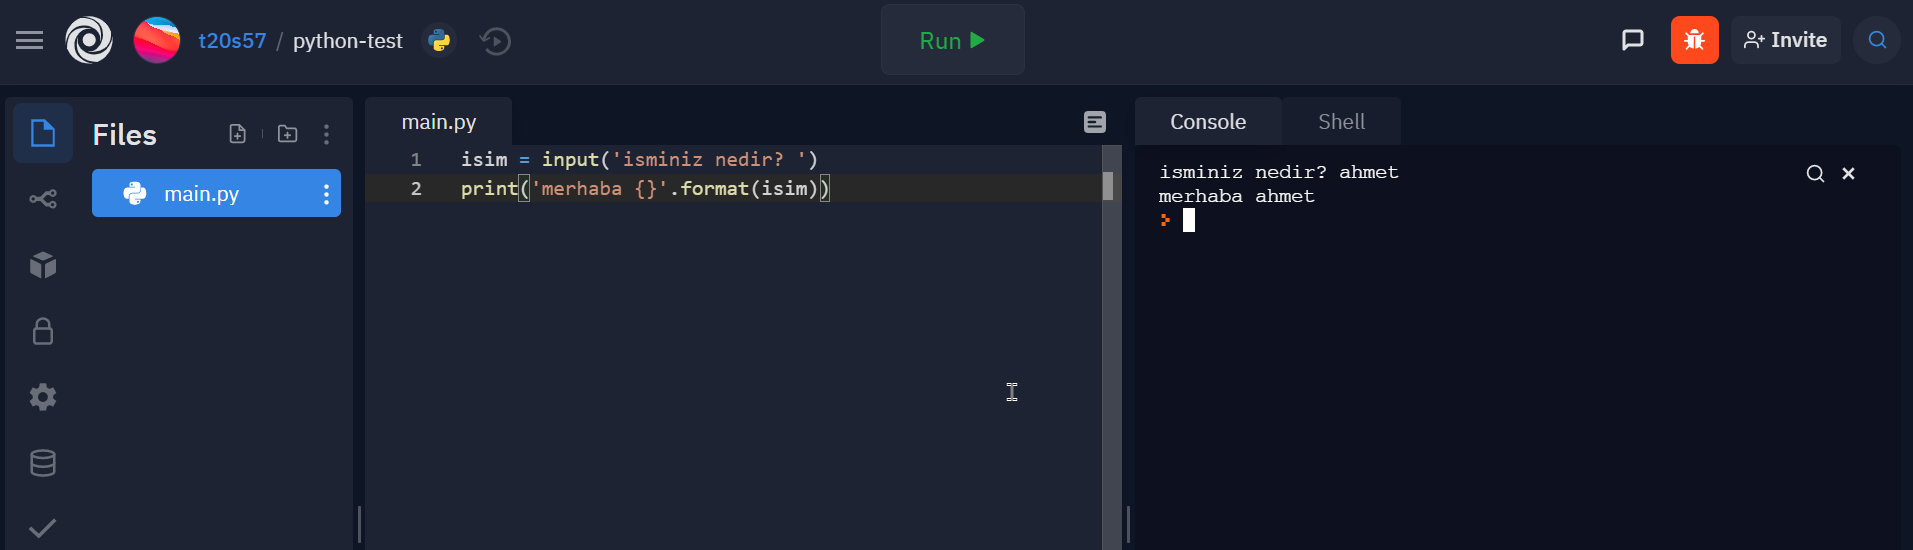 t20s57 / python-test
Run
Invite
Files
main.py
main.py
1 isim = input('isminiz nedir? ')
2 print('merhaba {}'.format(isim))
Console
Shell
isminiz nedir? ahmet
merhaba ahmet
>